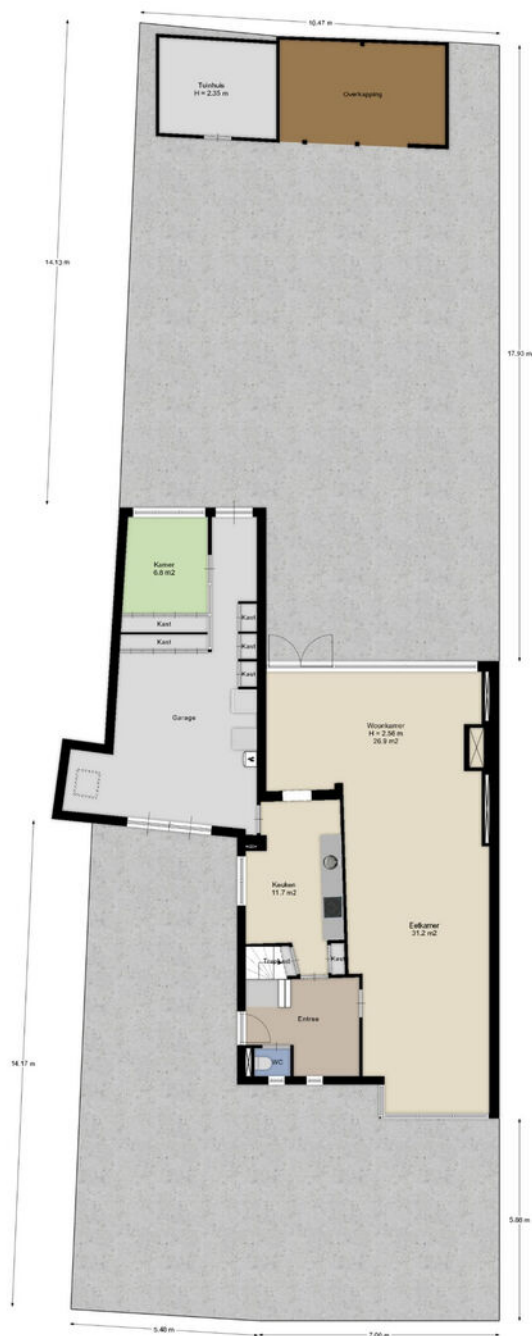 10.47 m
Tuinhuis
H = 2.35 m
Overkapping
14.13 m
17.93 m
Kamer
6.8 m2
Kast
Kast
Kast
Kast
Kast
Garage
Woonkamer
H = 2.56 m
26.9 m2
Keuken
11.7 m2
Eetkamer
31.2 m2
Kast
Entree
WC
14.17 m
5.86 m
5.40 m
7.00 m